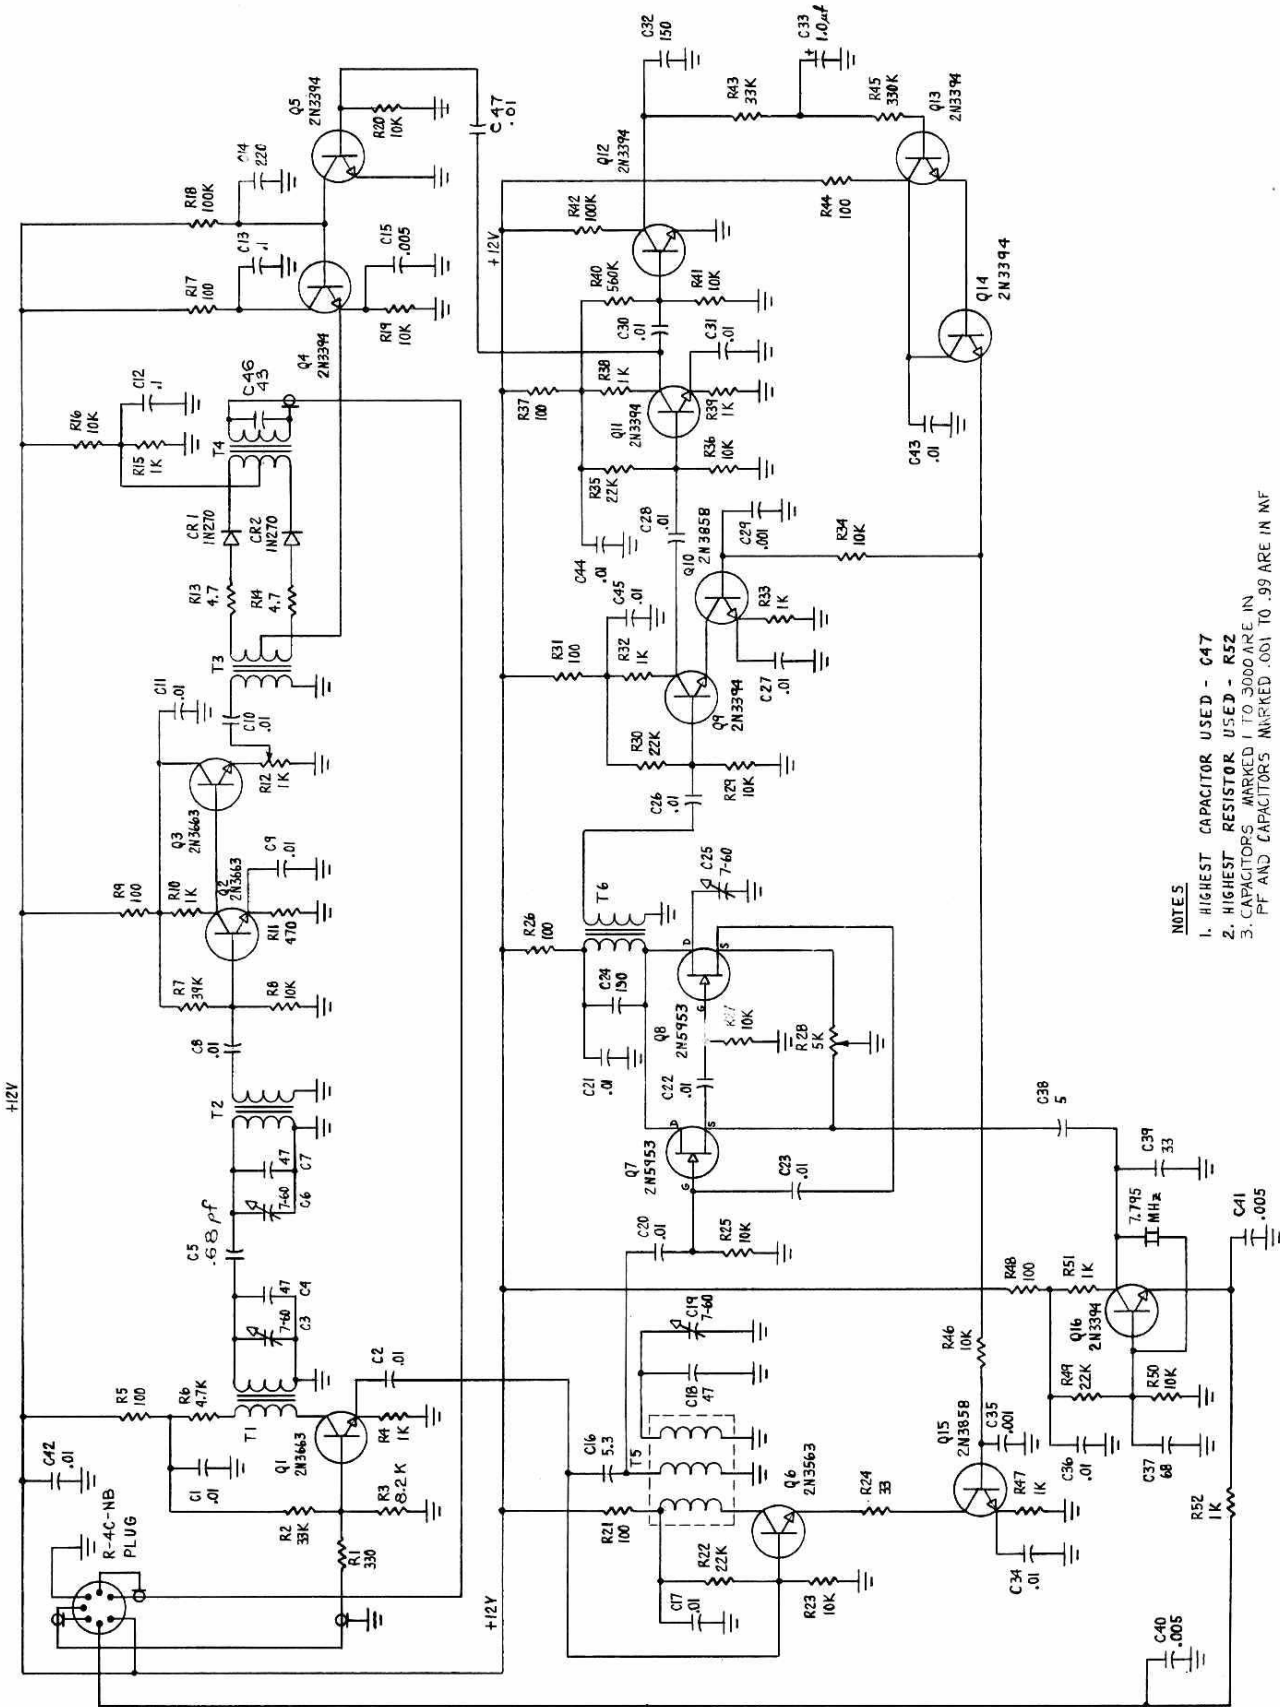 +12V
C42
.01
R-4C-NB
PLUG
R5
100
R6
4.7K
C1
.01
T1
R2
33K
Q1
2N3663
R3
8.2K
R4
1K
R1
330
C2
.01
C3
7-60
C4
47
C5
.68 pf
C6
7-60
C7
47
T2
C8
.01
R7
39K
R8
10K
R9
100
R10
1K
Q2
2N3663
R11
470
C9
.01
Q3
2N3663
R12
1K
C10
.01
C11
.01
T3
R13
4.7
R14
4.7
CR1
1N270
CR2
1N270
T4
R15
1K
R16
10K
C12
.1
C46
43
Q4
2N3394
R17
100
C13
.1
R18
100K
C14
220
R19
10K
C15
.005
Q5
2N3394
R20
10K
C47
.01
+12V
+12V
R21
100
C16
5.3
T5
C17
.01
R22
22K
R23
10K
Q6
2N3563
R24
33
C18
47
C19
7-60
C20
.01
R25
10K
Q7
2N5953
G
D
S
C22
.01
C23
.01
C21
.01
C24
150
R26
100
T6
Q8
2N5953
G
D
S
10K
R28
5K
C25
7-60
C26
.01
R29
10K
R30
22K
R31
100
R32
1K
C45
.01
Q9
2N3394
C27
.01
R33
1K
Q10
2N3858
C28
.01
C29
.001
R34
10K
C44
.01
R35
22K
R36
10K
R37
100
R38
1K
Q11
2N3394
R39
1K
C30
.01
C31
.01
R40
560K
R41
10K
R42
100K
Q12
2N3394
C32
150
R43
33K
C33
+
1.0µf
R44
100
R45
330K
Q13
2N3394
Q14
2N3394
C43
.01
Q15
2N3858
R46
10K
C35
.001
R47
1K
C34
.01
R48
100
R49
22K
C36
.01
R50
10K
C37
68
R51
1K
Q16
2N3394
7.795
MHz
C38
5
C39
33
C41
.005
R52
1K
C40
.005
NOTES
1. HIGHEST CAPACITOR USED - C47
2. HIGHEST RESISTOR USED - R52
3. CAPACITORS MARKED 1 TO 3000 ARE IN
PF AND CAPACITORS MARKED .001 TO .99 ARE IN MF